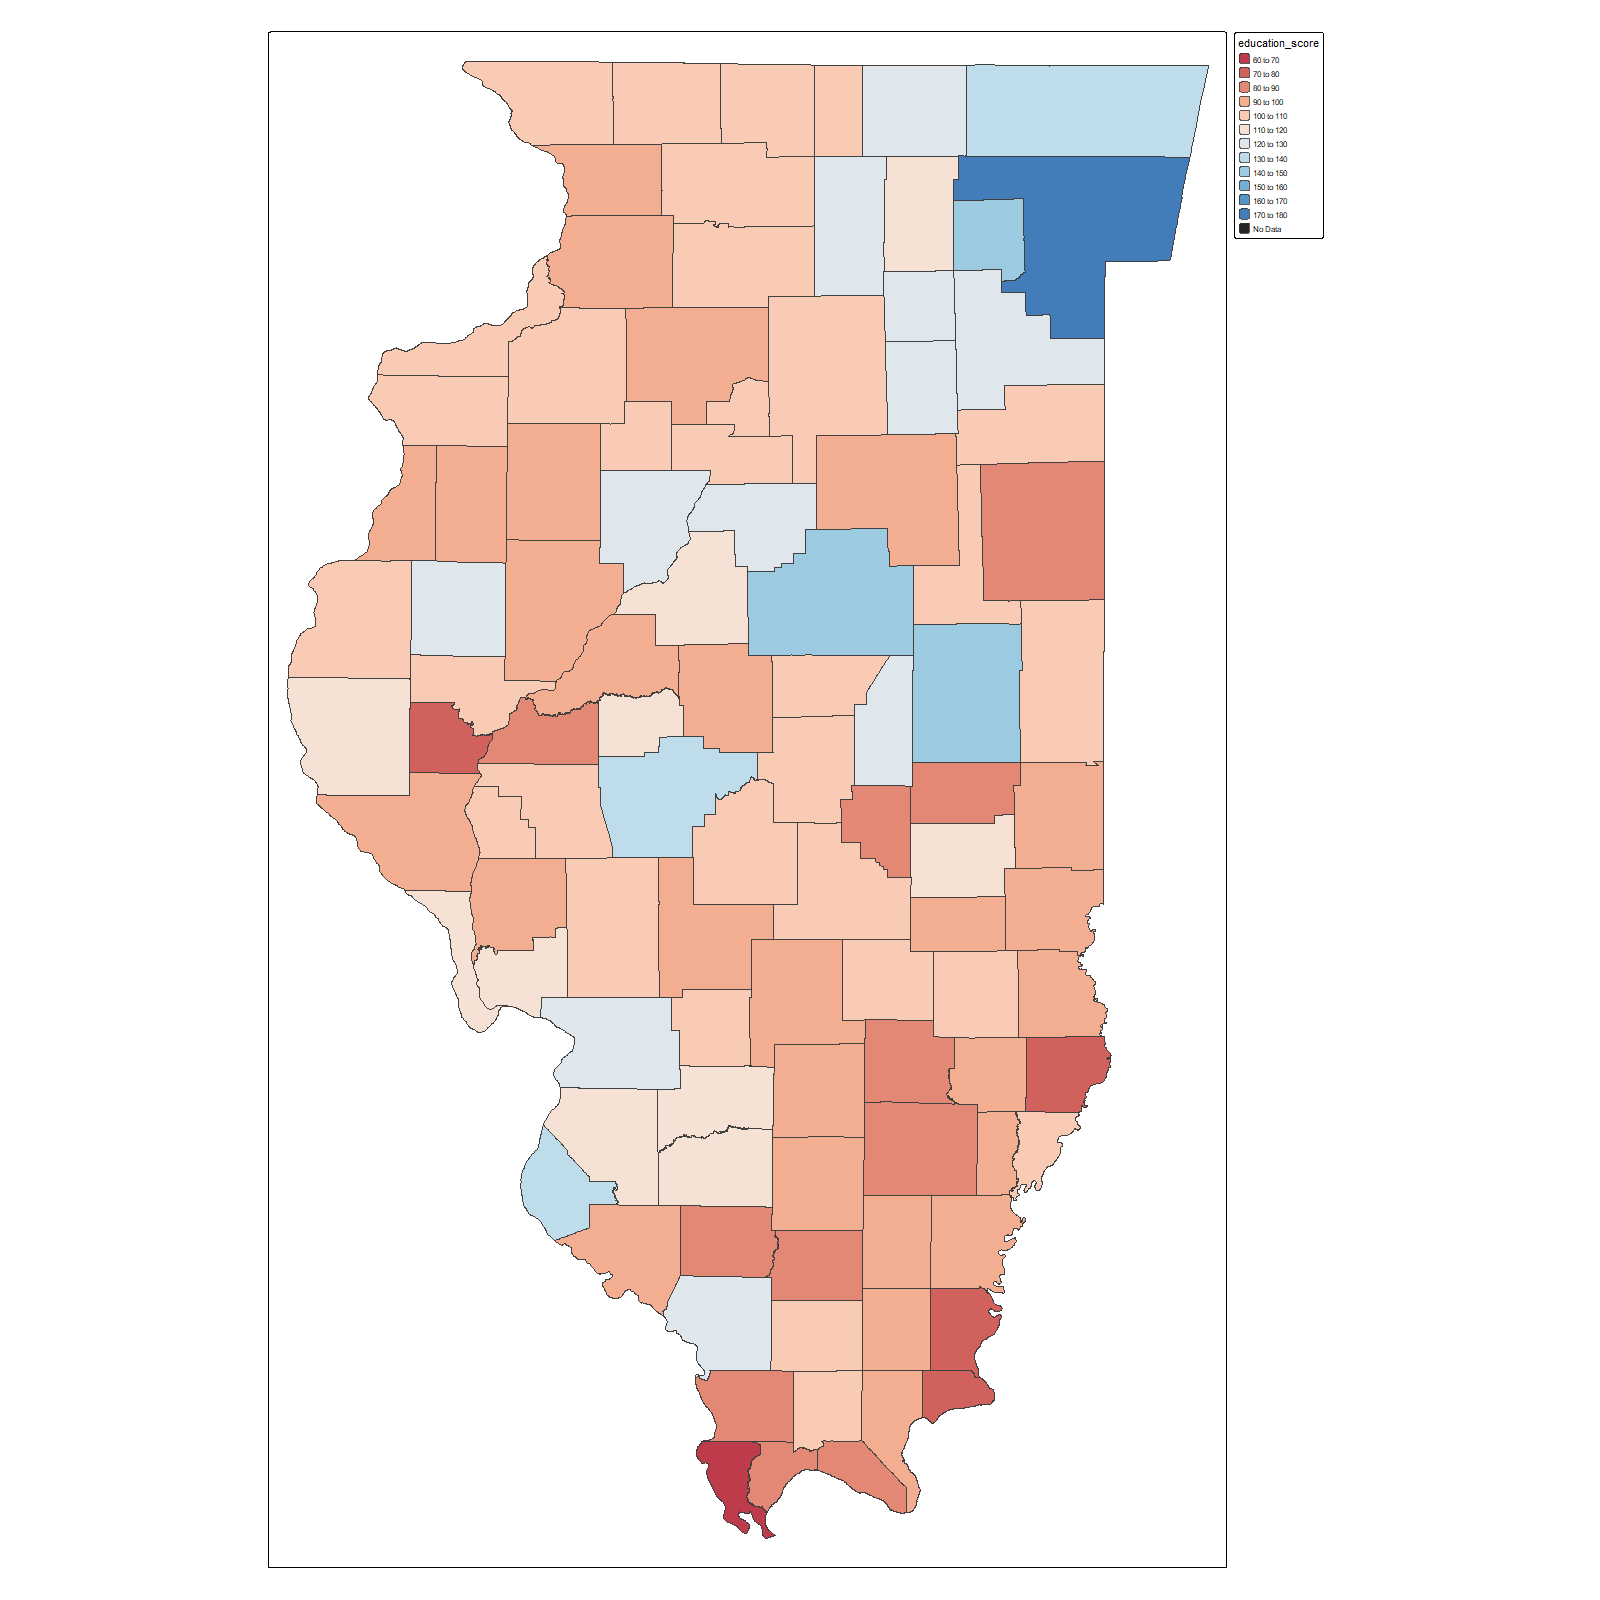 education_score
60 to 70
70 to 80
80 to 90
90 to 100
100 to 110
110 to 120
120 to 130
130 to 140
140 to 150
150 to 160
160 to 170
170 to 180
No Data